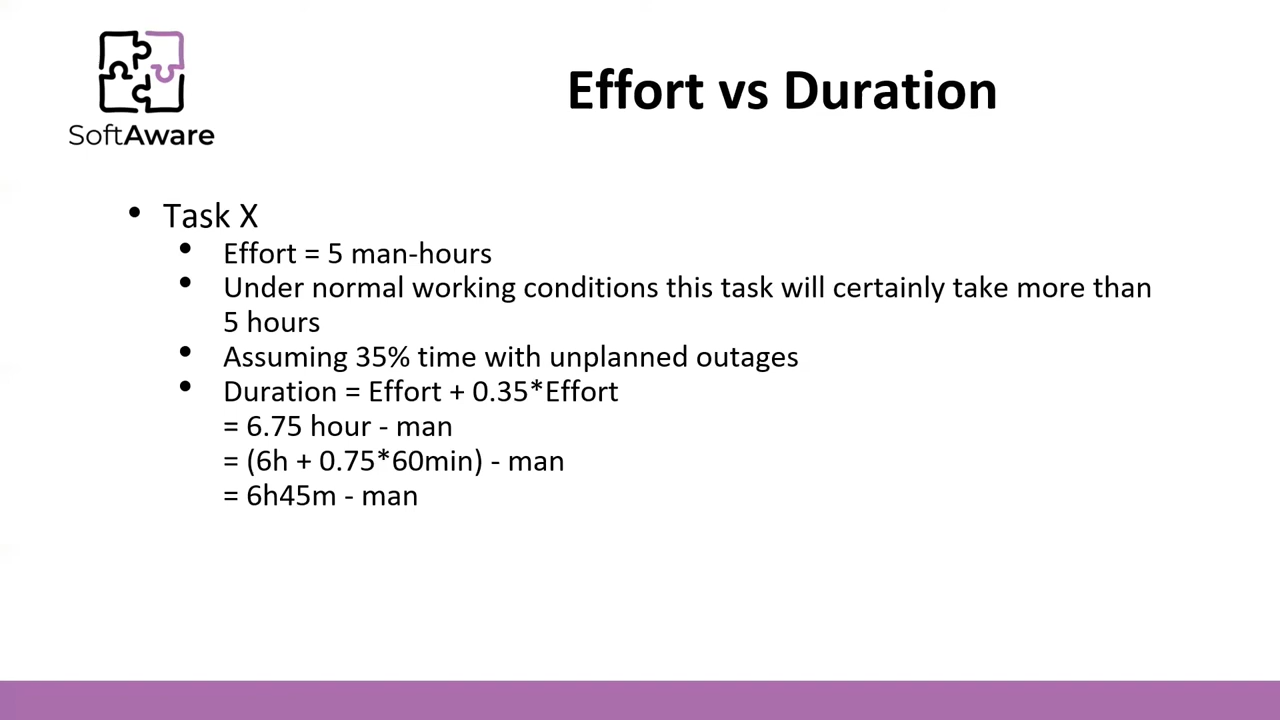 SoftAware
Effort vs Duration
• Task X
• Effort = 5 man-hours
• Under normal working conditions this task will certainly take more than
5 hours
• Assuming 35% time with unplanned outages
• Duration = Effort + 0.35*Effort
= 6.75 hour - man
= (6h + 0.75*60min) - man
= 6h45m - man